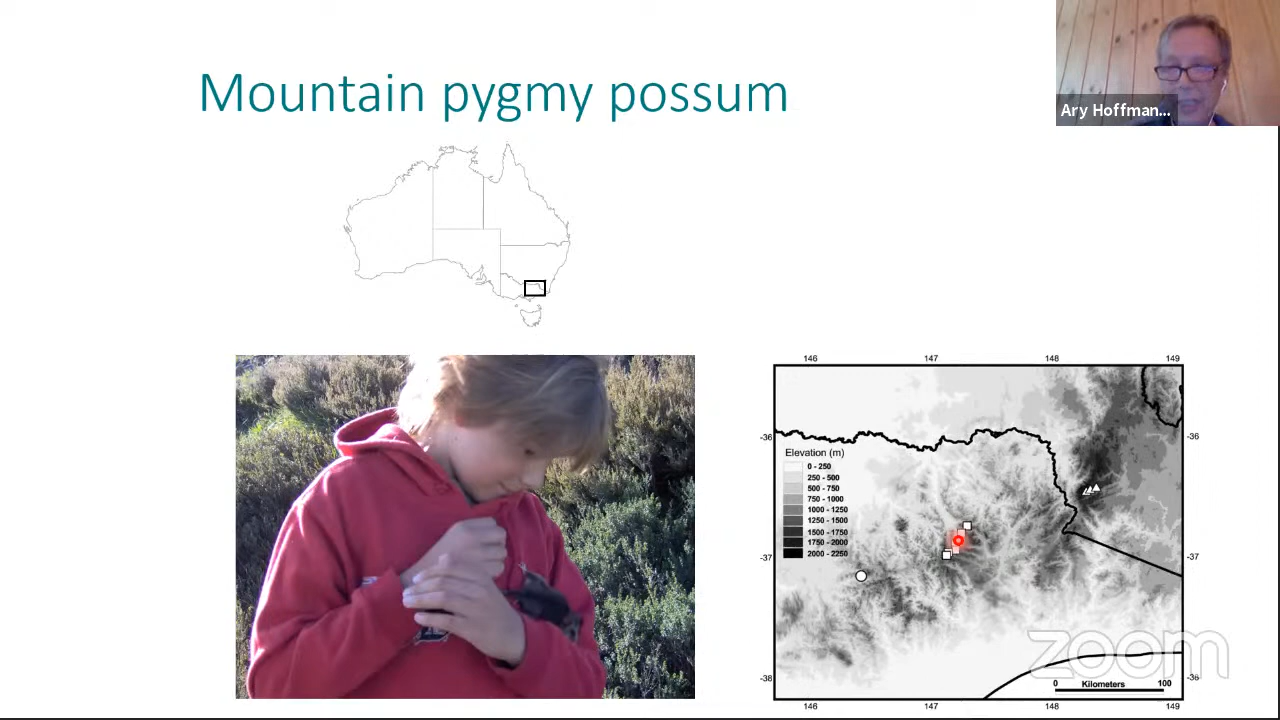 Mountain pygmy possum
Ary Hoffman...
146 147 148 149
-36 -36
Elevation (m)
0 - 250
250 - 500
500 - 750
750 - 1000
1000 - 1250
1250 - 1500
1500 - 1750
1750 - 2000
2000 - 2250
-37 -37
zoom
-38 -36
0 Kilometers 100
146 147 148 149